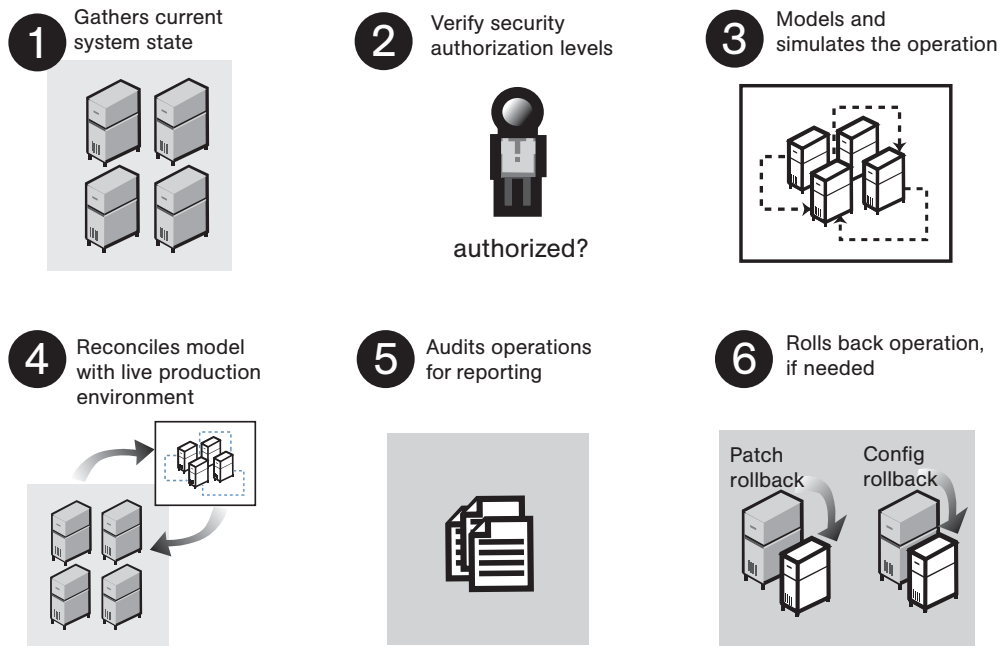 1
Gathers current
system state
2
Verify security
authorization levels
authorized?
3
Models and
simulates the operation
4
Reconciles model
with live production
environment
5
Audits operations
for reporting
6
Rolls back operation,
if needed
Patch
rollback
Config
rollback